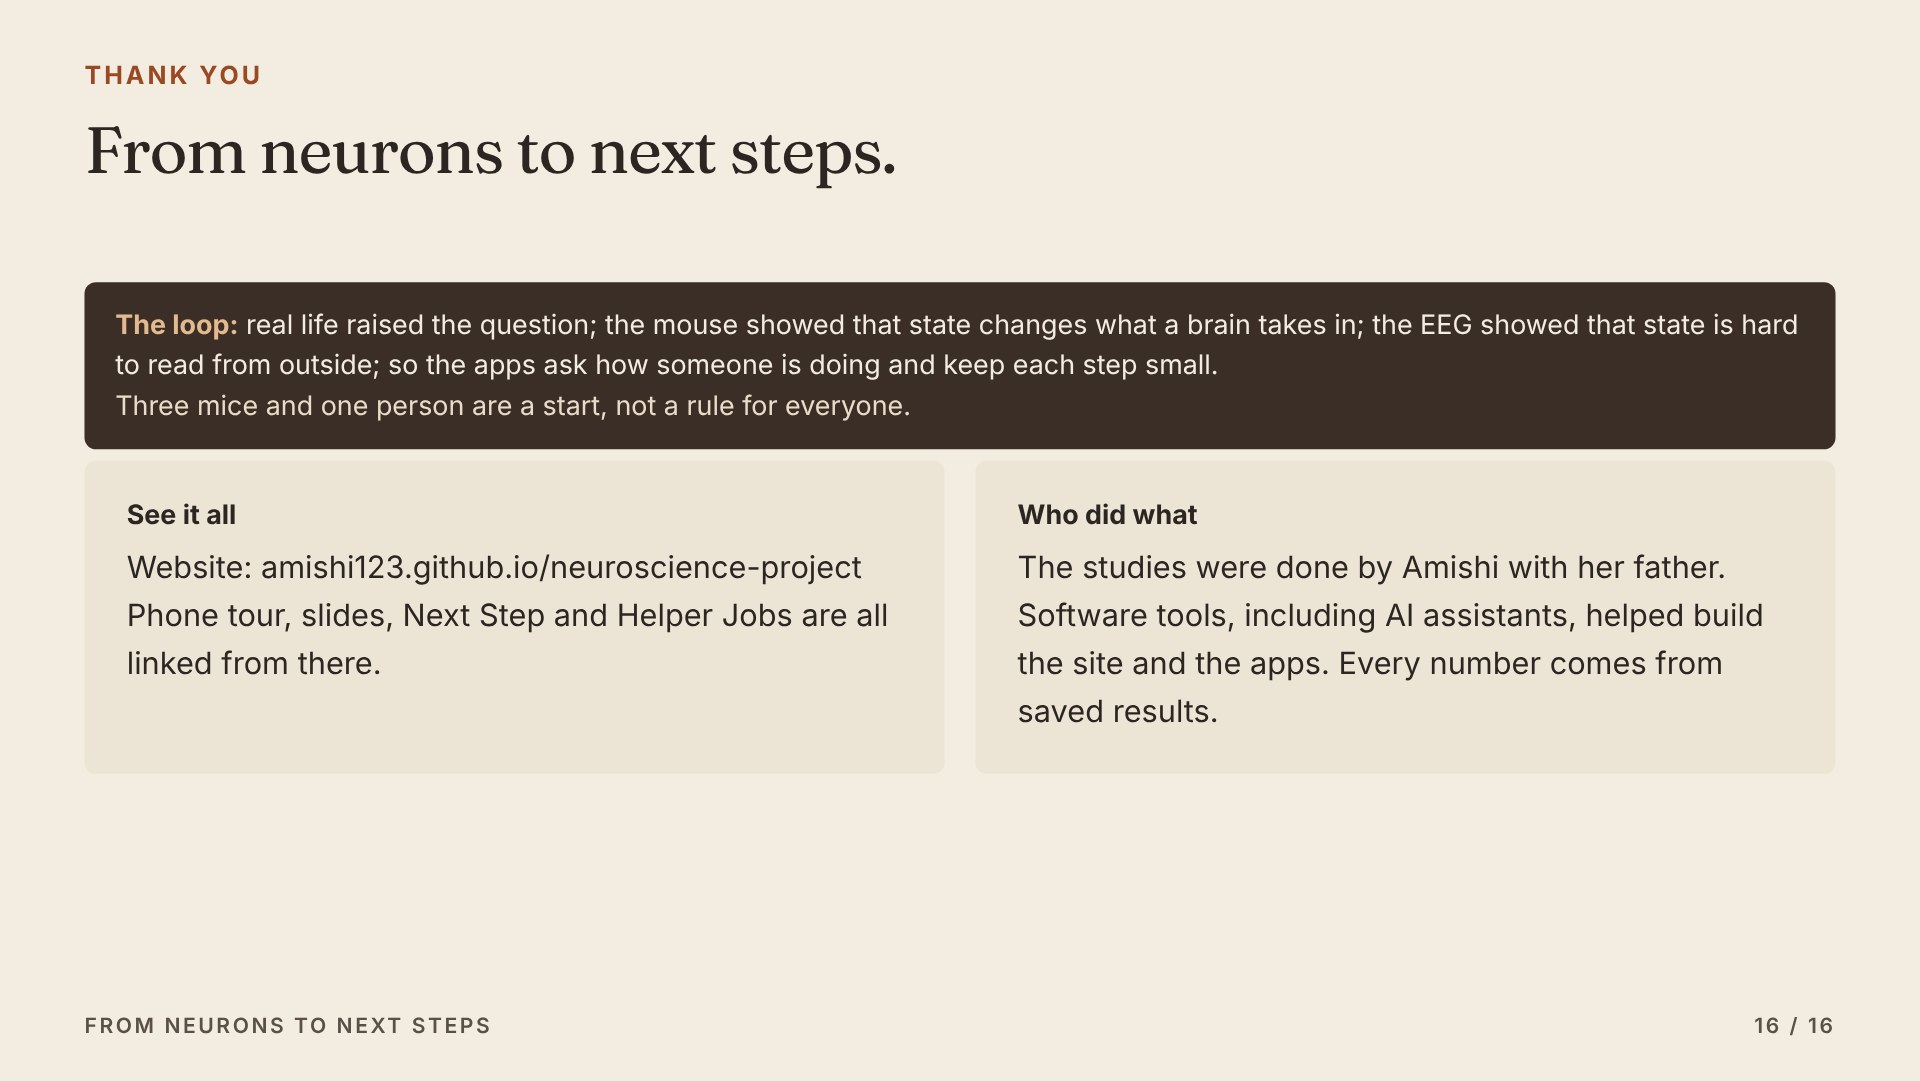 THANK YOU
From neurons to next steps.
The loop: real life raised the question; the mouse showed that state changes what a brain takes in; the EEG showed that state is hard
to read from outside; so the apps ask how someone is doing and keep each step small.
Three mice and one person are a start, not a rule for everyone.
See it all
Website: amishi123.github.io/neuroscience-project
Phone tour, slides, Next Step and Helper Jobs are all
linked from there.
Who did what
The studies were done by Amishi with her father.
Software tools, including AI assistants, helped build
the site and the apps. Every number comes from
saved results.
FROM NEURONS TO NEXT STEPS
16 / 16